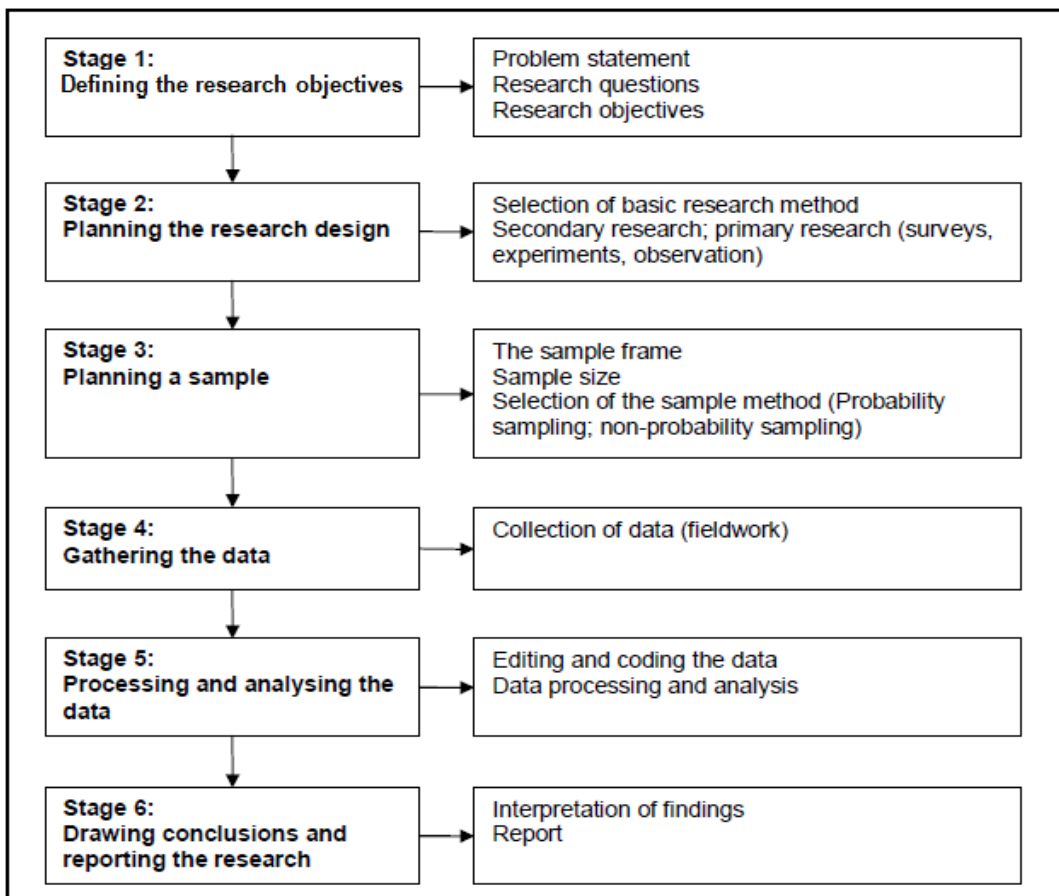 Stage 1:
Defining the research objectives
Problem statement
Research questions
Research objectives
Stage 2:
Planning the research design
Selection of basic research method
Secondary research; primary research (surveys,
experiments, observation)
Stage 3:
Planning a sample
The sample frame
Sample size
Selection of the sample method (Probability
sampling; non-probability sampling)
Stage 4:
Gathering the data
Collection of data (fieldwork)
Stage 5:
Processing and analysing the
data
Editing and coding the data
Data processing and analysis
Stage 6:
Drawing conclusions and
reporting the research
Interpretation of findings
Report